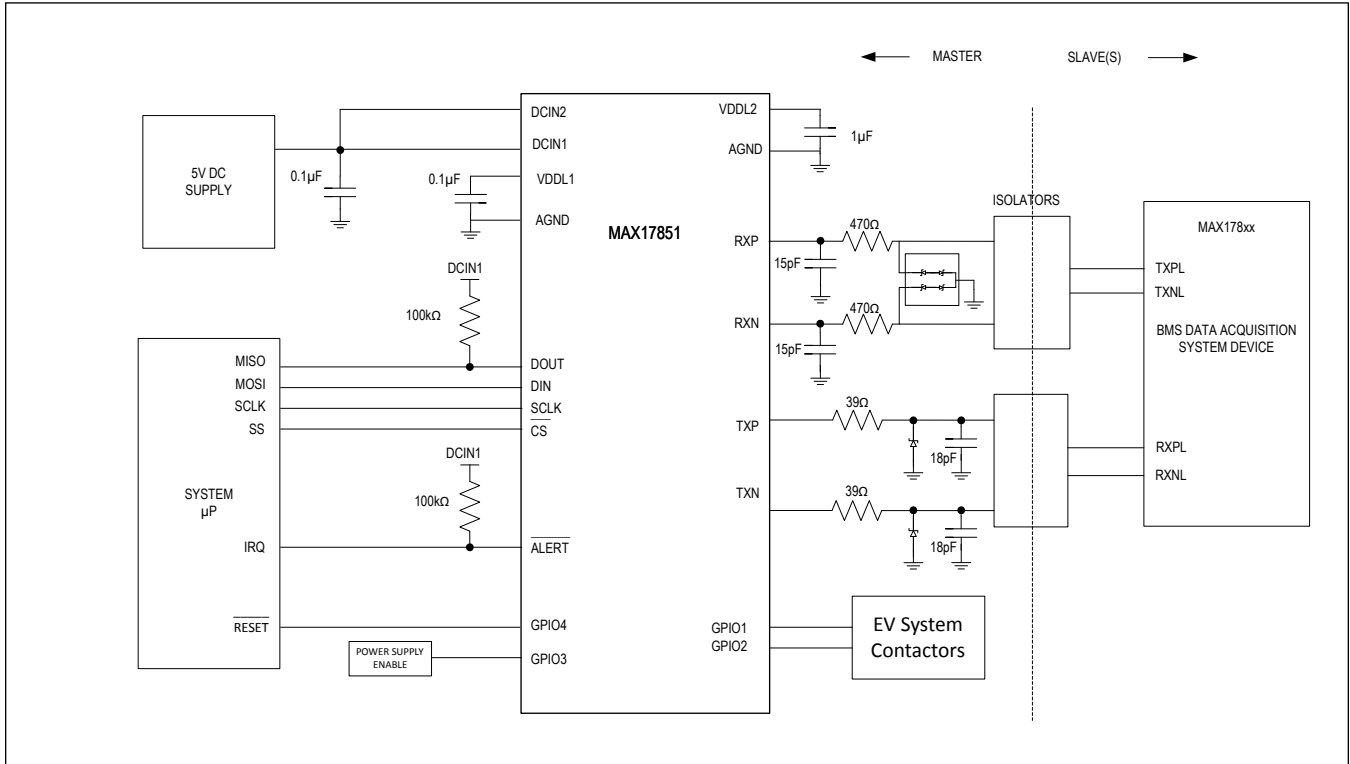 MASTER
SLAVE(S)
5V DC
SUPPLY
0.1µF
0.1µF
DCIN2
DCIN1
VDDL1
AGND
MAX17851
VDDL2
AGND
1µF
RXP
RXN
470Ω
470Ω
15pF
15pF
ISOLATORS
MAX178xx
TXPL
TXNL
BMS DATA ACQUISITION
SYSTEM DEVICE
RXPL
RXNL
TXP
TXN
39Ω
39Ω
18pF
18pF
DCIN1
100kΩ
MISO
MOSI
SCLK
SS
DOUT
DIN
SCLK
CS
DCIN1
100kΩ
SYSTEM
µP
IRQ
ALERT
RESET
GPIO4
GPIO3
POWER SUPPLY
ENABLE
GPIO1
GPIO2
EV System
Contactors